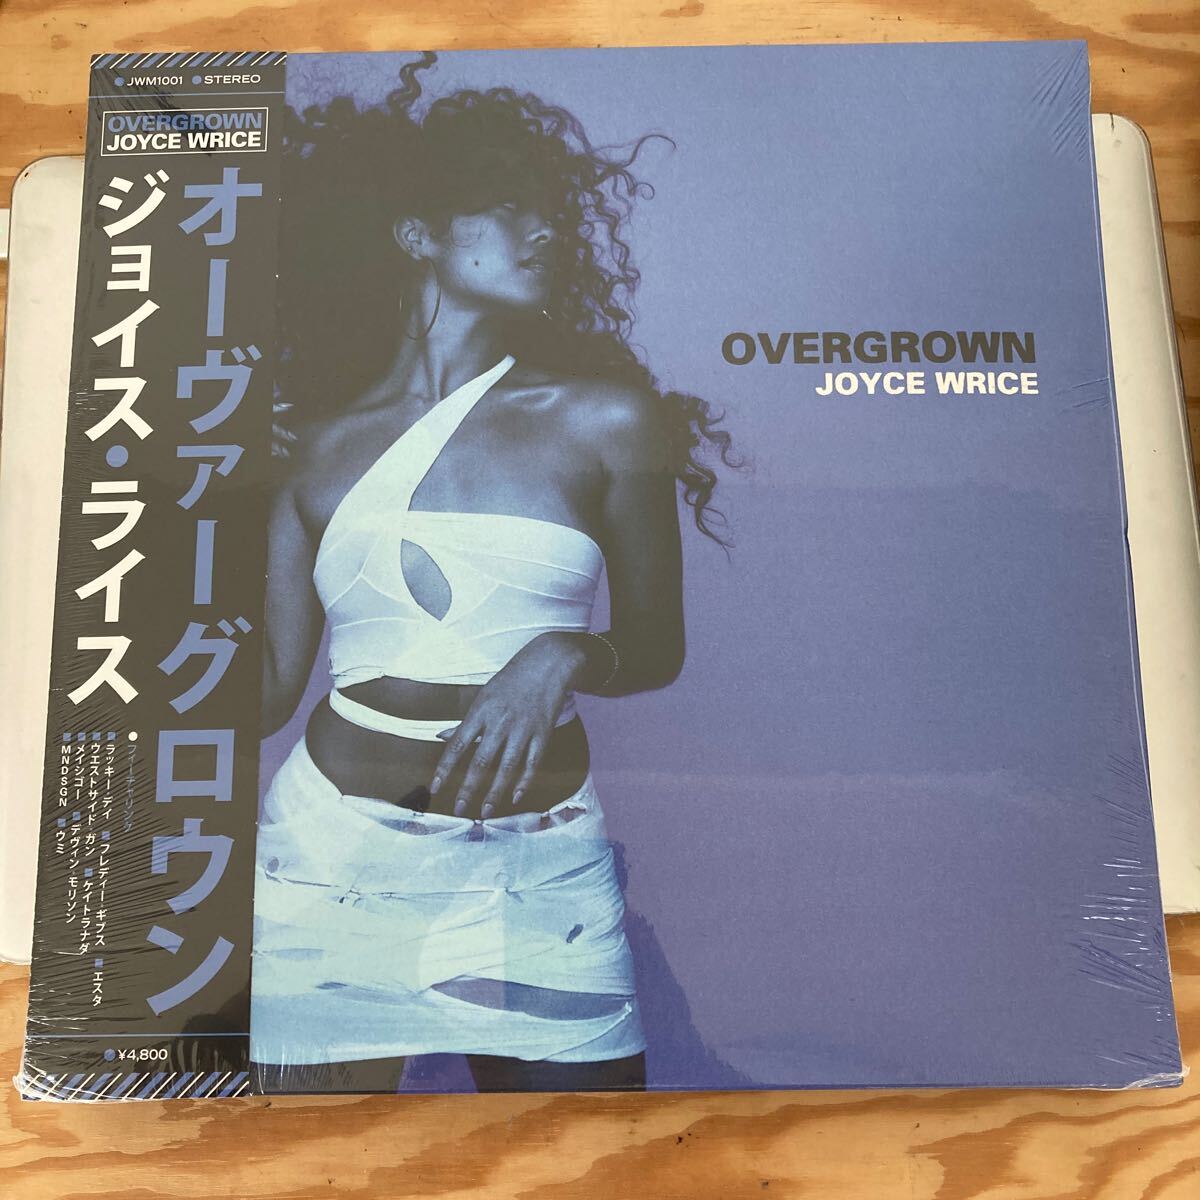 JWM1001 STEREO
OVERGROWN
JOYCE WRICE
オーヴァーグロウン
ジョイス・ライス
フィーチャリング
ラッキー・デイ フレディー・ギブス エスタ
ウエストサイド ガン ケイトラナダ
メイシゴー デヴィン・モリソン
MNDSGN ウミ
¥4,800
OVERGROWN
JOYCE WRICE